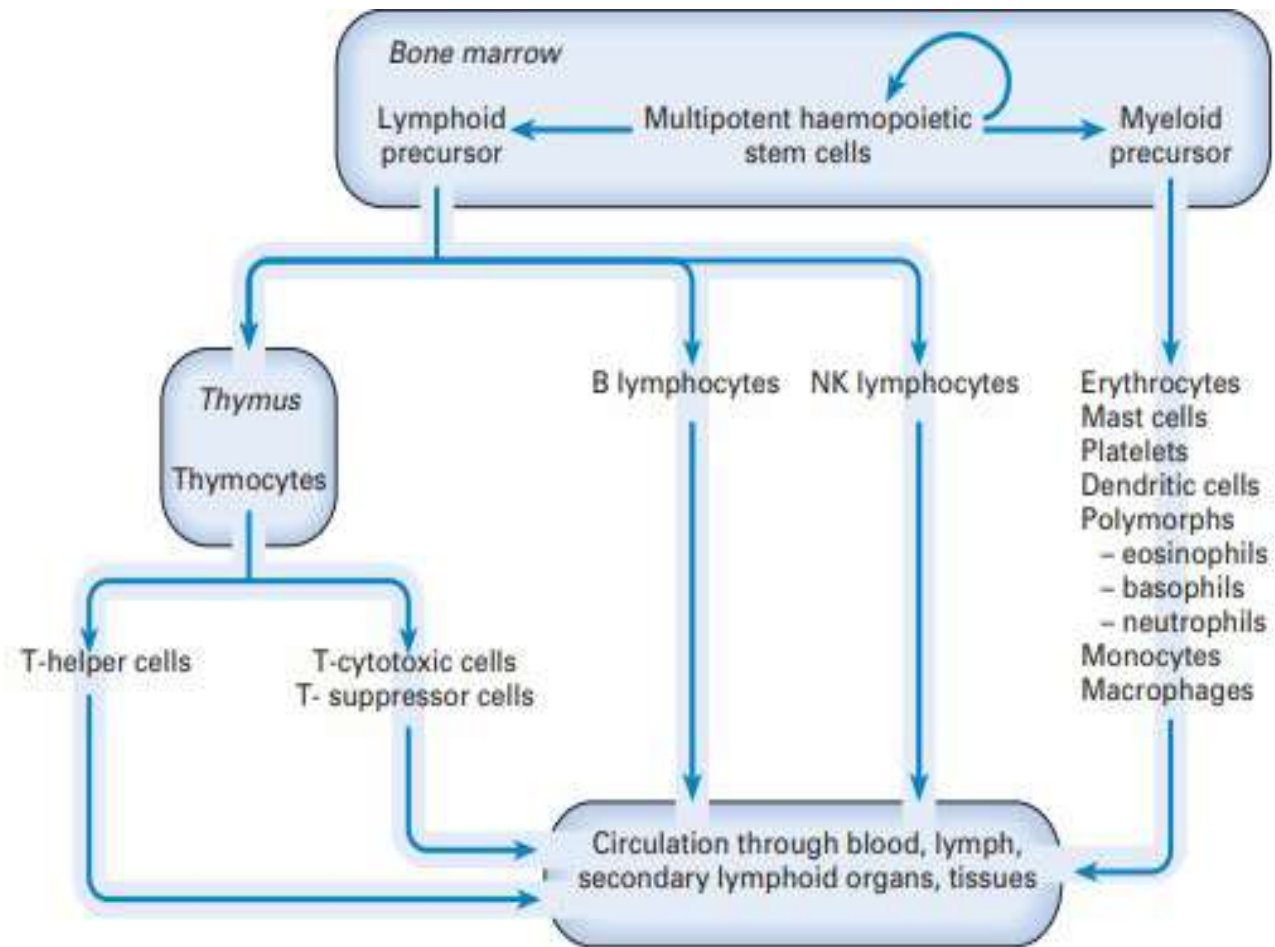 Bone marrow
Lymphoid
precursor
Multipotent haemopoietic
stem cells
Myeloid
precursor
Thymus
Thymocytes
B lymphocytes
NK lymphocytes
Erythrocytes
Mast cells
Platelets
Dendritic cells
Polymorphs
– eosinophils
– basophils
– neutrophils
Monocytes
Macrophages
T-helper cells
T-cytotoxic cells
T- suppressor cells
Circulation through blood, lymph,
secondary lymphoid organs, tissues